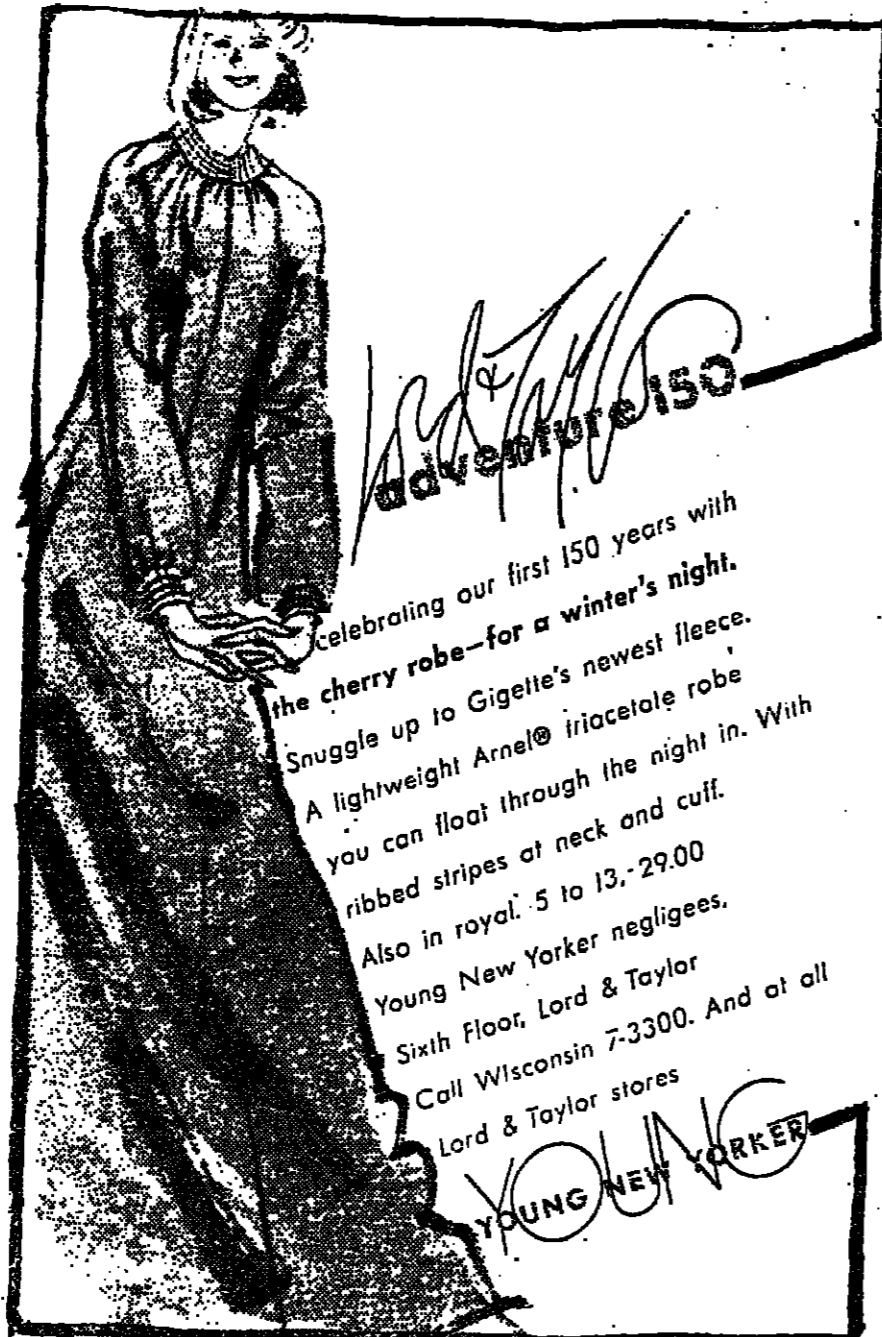 Lord & Taylor
adventure 150
celebrating our first 150 years with
the cherry robe—for a winter's night.
Snuggle up to Gigette's newest fleece.
A lightweight Arnel® triacetate robe
you can float through the night in. With
ribbed stripes at neck and cuff.
Also in royal. 5 to 13, 29.00
Young New Yorker negligees,
Sixth Floor, Lord & Taylor
Call WIsconsin 7-3300. And at all
Lord & Taylor stores
YOUNG
YOUNG NEW YORKER